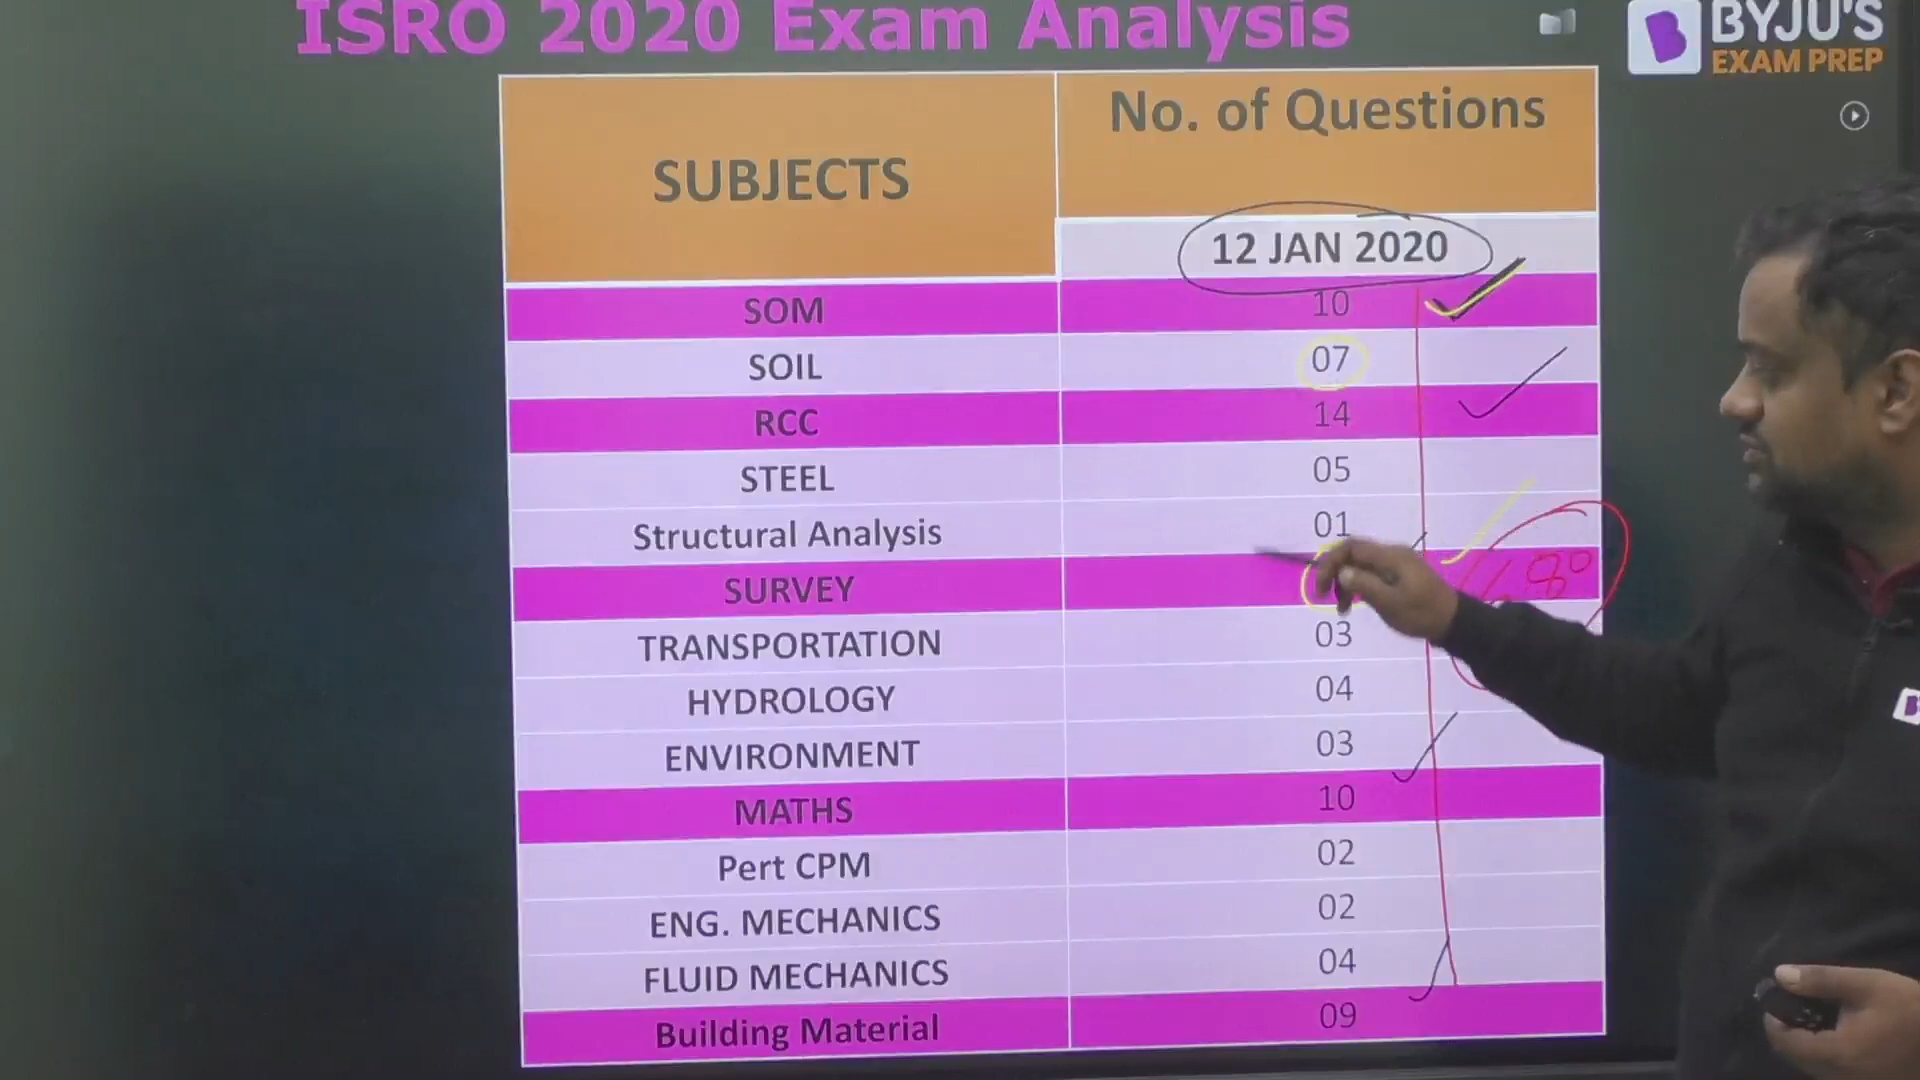 ISRO 2020 Exam Analysis
BYJU'S
EXAM PREP
SUBJECTS
No. of Questions
12 JAN 2020
SOM 10
SOIL 07
RCC 14
STEEL 05
Structural Analysis 01
SURVEY
TRANSPORTATION 03
HYDROLOGY 04
ENVIRONMENT 03
MATHS 10
Pert CPM 02
ENG. MECHANICS 02
FLUID MECHANICS 04
Building Material 09
B